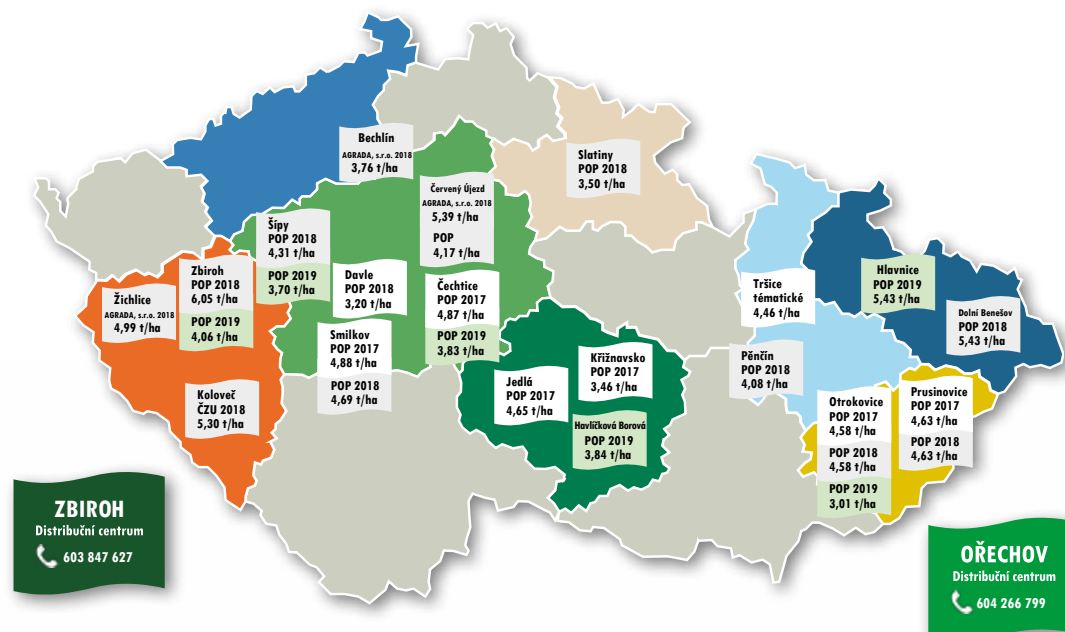 Bechlín
AGRADA, s.r.o. 2018
3,76 t/ha
Slatiny
POP 2018
3,50 t/ha
Červený Újezd
AGRADA, s.r.o. 2018
5,39 t/ha
POP
4,17 t/ha
Šípy
POP 2018
4,31 t/ha
POP 2019
3,70 t/ha
Zbiroh
POP 2018
6,05 t/ha
POP 2019
4,06 t/ha
Žichlice
AGRADA, s.r.o. 2018
4,99 t/ha
Davle
POP 2018
3,20 t/ha
Čechtice
POP 2017
4,87 t/ha
POP 2019
3,83 t/ha
Smilkov
POP 2017
4,88 t/ha
POP 2018
4,69 t/ha
Koloveč
ČZU 2018
5,30 t/ha
Jedlá
POP 2017
4,65 t/ha
Křižnavsko
POP 2017
3,46 t/ha
Havlíčková Borová
POP 2019
3,84 t/ha
Tršice
tématické
4,46 t/ha
Hlavnice
POP 2019
5,43 t/ha
Dolní Benešov
POP 2018
5,43 t/ha
Pěnčín
POP 2018
4,08 t/ha
Otrokovice
POP 2017
4,58 t/ha
POP 2018
4,58 t/ha
POP 2019
3,01 t/ha
Prusinovice
POP 2017
4,63 t/ha
POP 2018
4,63 t/ha
ZBIROH
Distribuční centrum
603 847 627
OŘECHOV
Distribuční centrum
604 266 799